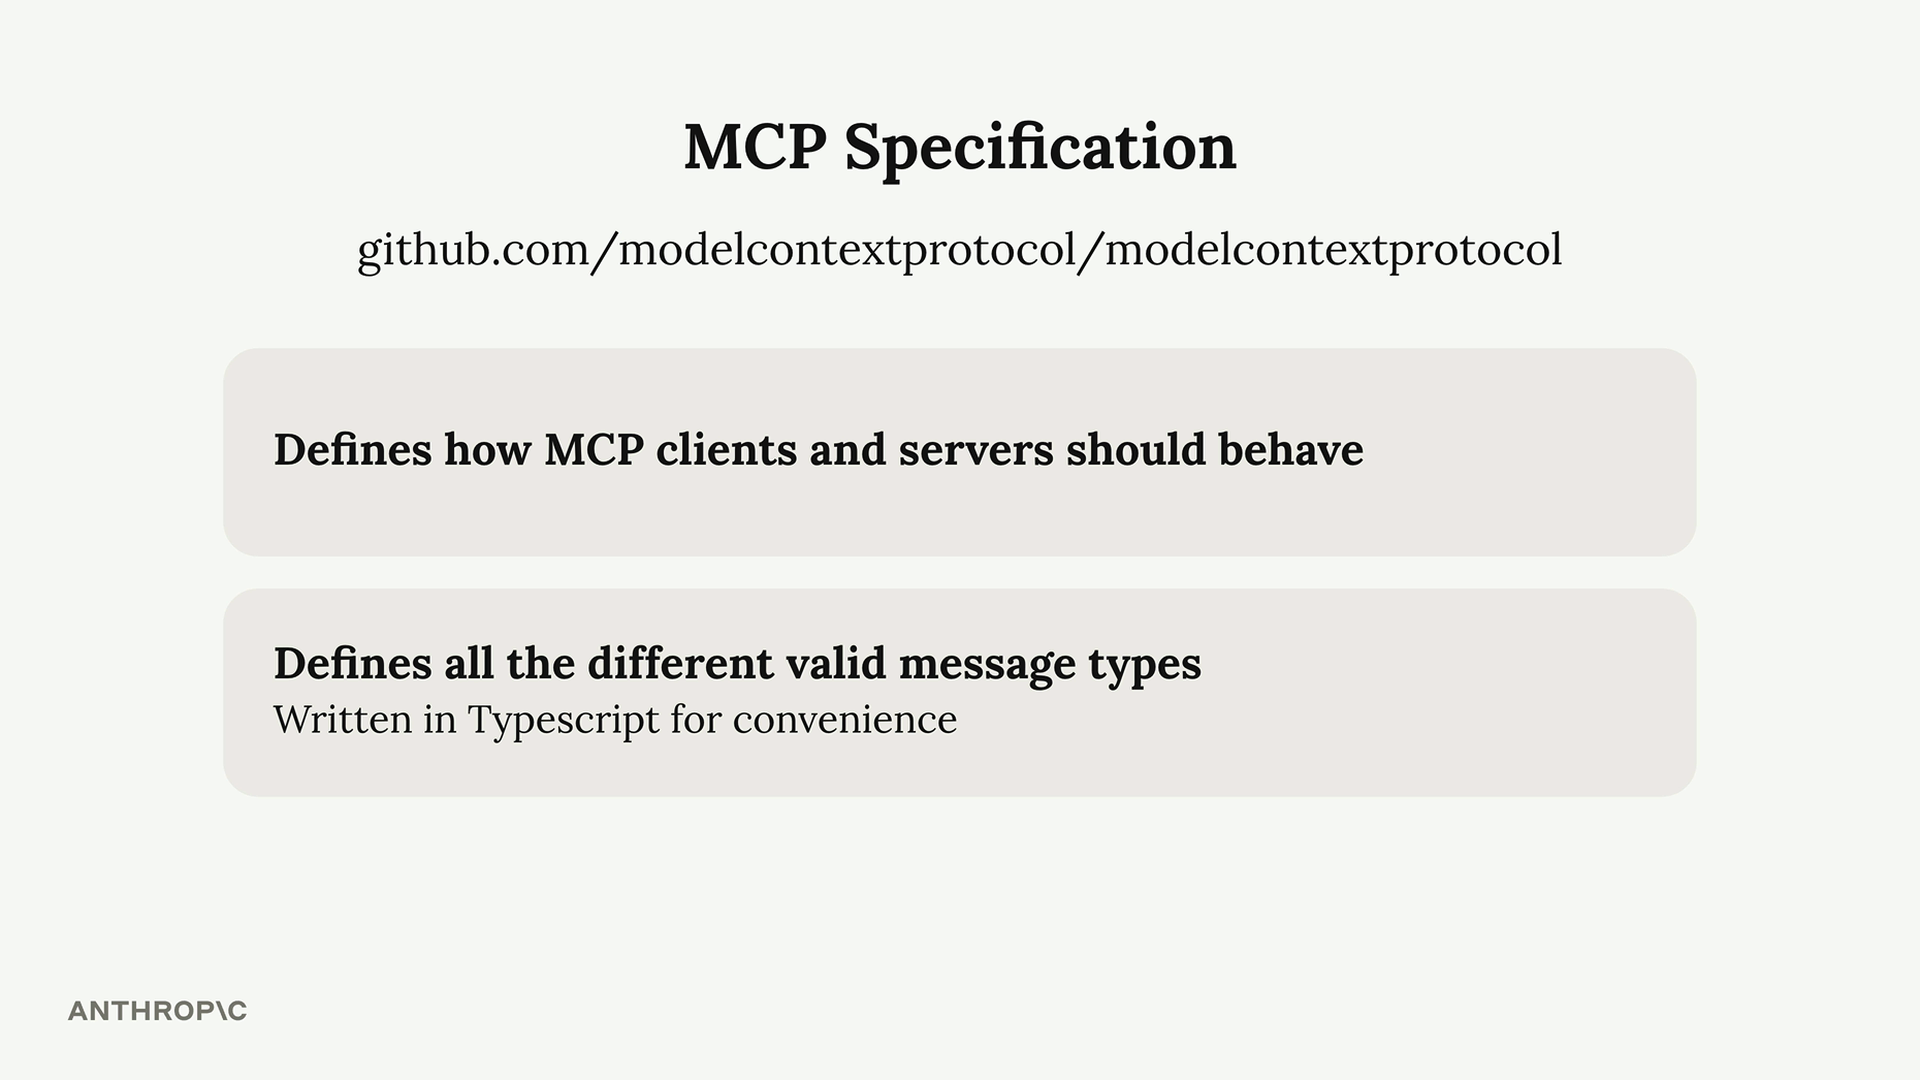 MCP Specification
github.com/modelcontextprotocol/modelcontextprotocol
Defines how MCP clients and servers should behave
Defines all the different valid message types
Written in Typescript for convenience
ANTHROP\C